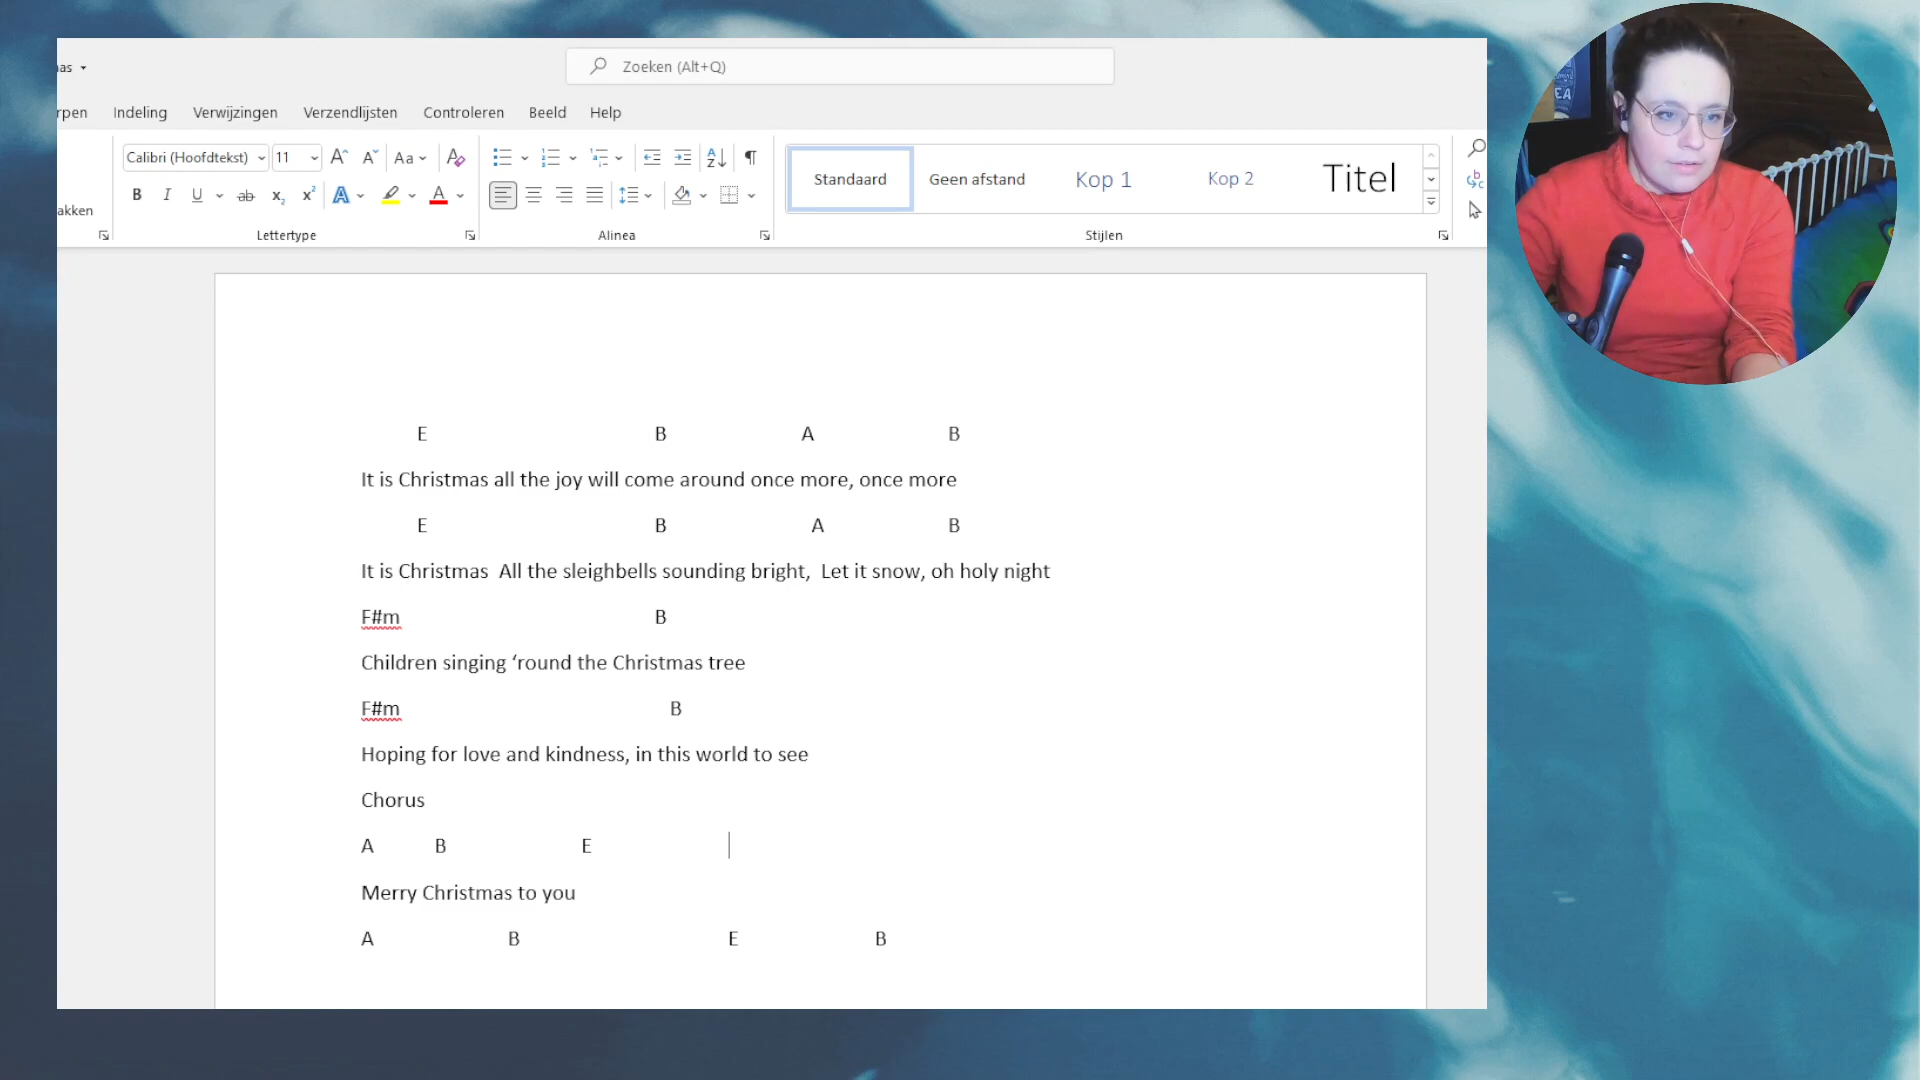 as
Zoeken (Alt+Q)
rpen Indeling Verwijzingen Verzendlijsten Controleren Beeld Help
Calibri (Hoofdtekst) 11 Aa
Standaard Geen afstand Kop 1 Kop 2 Titel
akken
Lettertype Alinea Stijlen
EA
E B A B
It is Christmas all the joy will come around once more, once more
E B A B
It is Christmas All the sleighbells sounding bright, Let it snow, oh holy night
F#m B
Children singing ‘round the Christmas tree
F#m B
Hoping for love and kindness, in this world to see
Chorus
A B E
Merry Christmas to you
A B E B